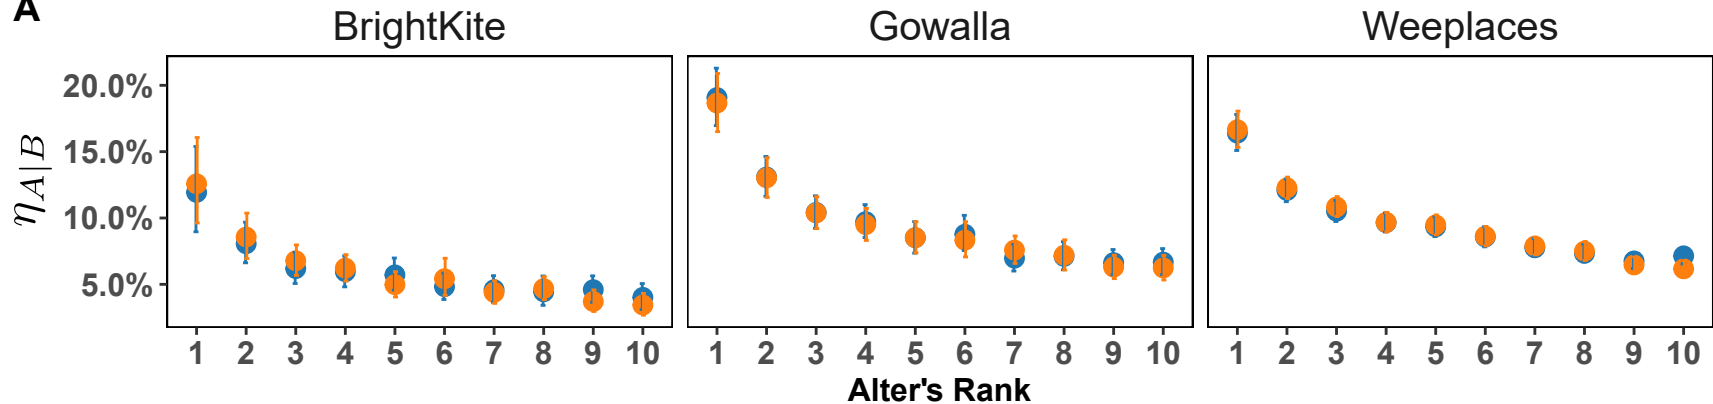 A
BrightKite Gowalla Weeplaces
20.0%
15.0%
10.0%
5.0%
η_{A|B}
1 2 3 4 5 6 7 8 9 10 1 2 3 4 5 6 7 8 9 10 1 2 3 4 5 6 7 8 9 10
Alter's Rank